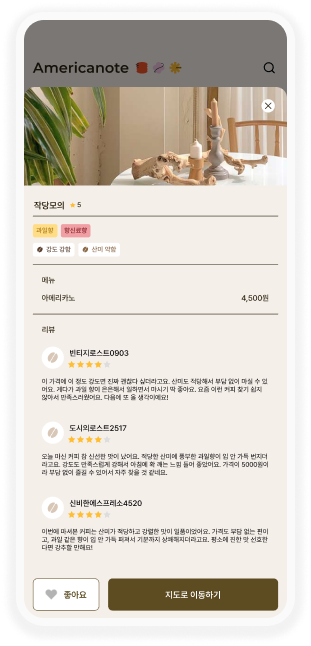 Americanote
작당모의 5
과일향 향신료향
강도 강함 산미 약함
메뉴
아메리카노 4,500원
리뷰
빈티지로스트0903
이 가격에 이 정도 강도면 진짜 괜찮다 싶더라고요. 산미도 적당해서 부담 없이 마실 수 있
어요. 게다가 과일 향이 은은해서 일하면서 마시기 딱 좋아요. 요즘 이런 커피 찾기 쉽지
않아서 만족스러웠어요. 다음에 또 올 생각이에요!
도시의로스트2517
오늘 마신 커피 참 신선한 맛이 났어요. 적당한 산미에 풍부한 과일향이 입 안 가득 번지더
라고요. 강도도 만족스럽게 강해서 아침에 확 깨는 느낌 들어 좋았어요. 가격이 5000원이
라 부담 없이 즐길 수 있어서 자주 찾을 것 같네요.
신비한에스프레소4520
이번에 마셔본 커피는 산미가 적당하고 강렬한 맛이 일품이었어요. 가격도 부담 없는 편이
고, 과일 같은 향이 입 안 가득 퍼져서 기분까지 상쾌해지더라고요. 평소에 진한 맛 선호한
다면 강추할 만해요!
좋아요 지도로 이동하기